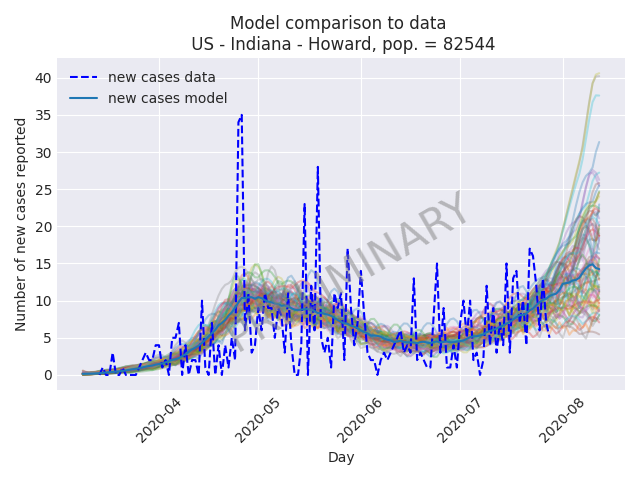 Model comparison to data
US - Indiana - Howard, pop. = 82544
new cases data
new cases model
Number of new cases reported
40
35
30
25
20
15
10
5
0
PRELIMINARY
2020-04
2020-05
2020-06
2020-07
2020-08
Day